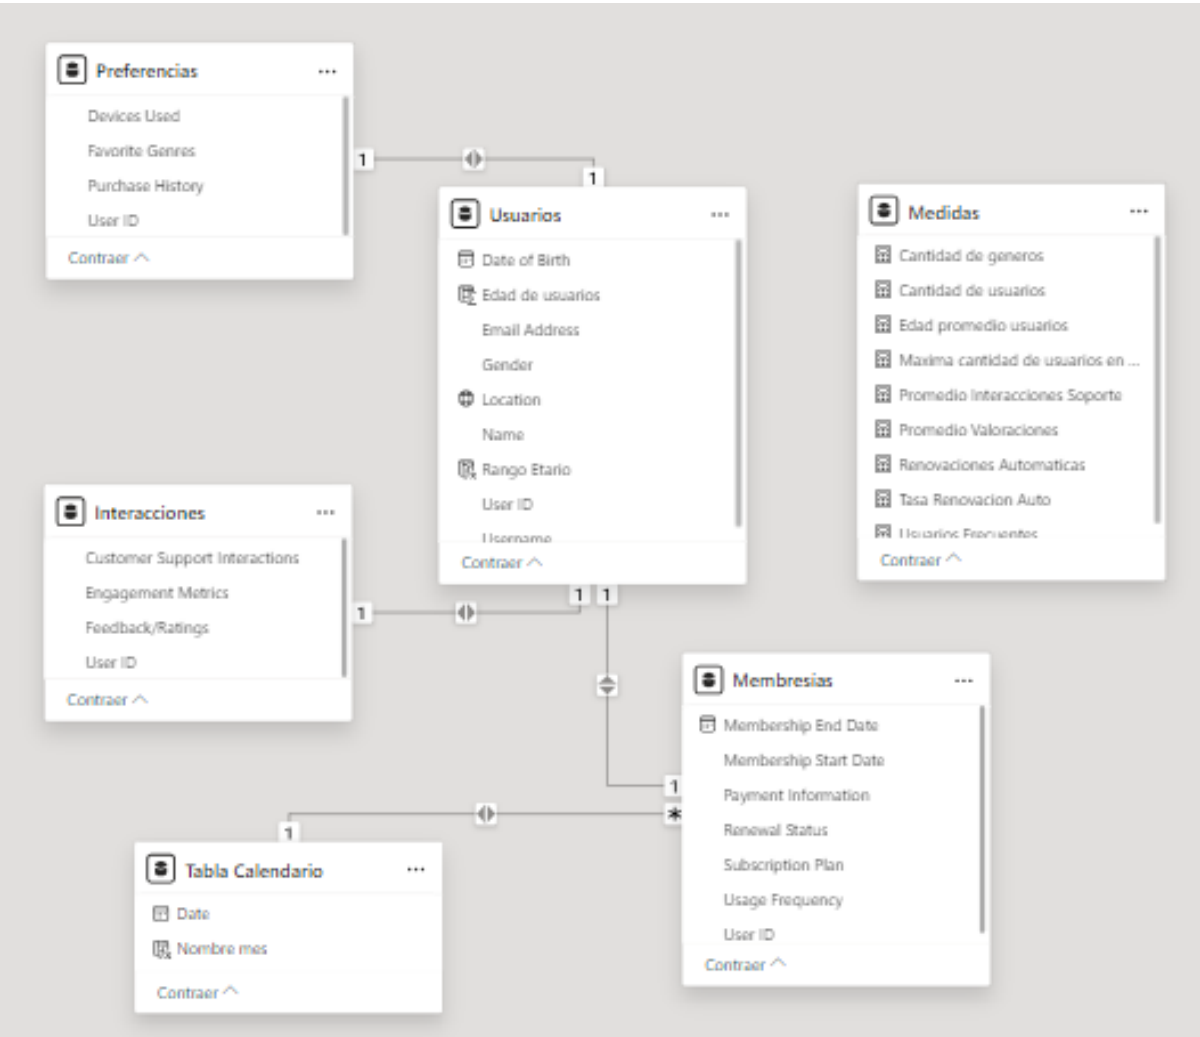 Preferencias
Devices Used
Favorite Genres
Purchase History
User ID
Contraer
1
1
Usuarios
Date of Birth
Edad de usuarios
Email Address
Gender
Location
Name
Rango Etario
User ID
Username
Contraer
Medidas
Cantidad de generos
Cantidad de usuarios
Edad promedio usuarios
Maxima cantidad de usuarios en ...
Promedio Interacciones Soporte
Promedio Valoraciones
Renovaciones Automaticas
Tasa Renovacion Auto
Usuarios Frecuentes
Contraer
Interacciones
Customer Support Interactions
Engagement Metrics
Feedback/Ratings
User ID
Contraer
1
1
1
Membresias
Membership End Date
Membership Start Date
Payment Information
Renewal Status
Subscription Plan
Usage Frequency
User ID
Contraer
1
*
1
Tabla Calendario
Date
Nombre mes
Contraer